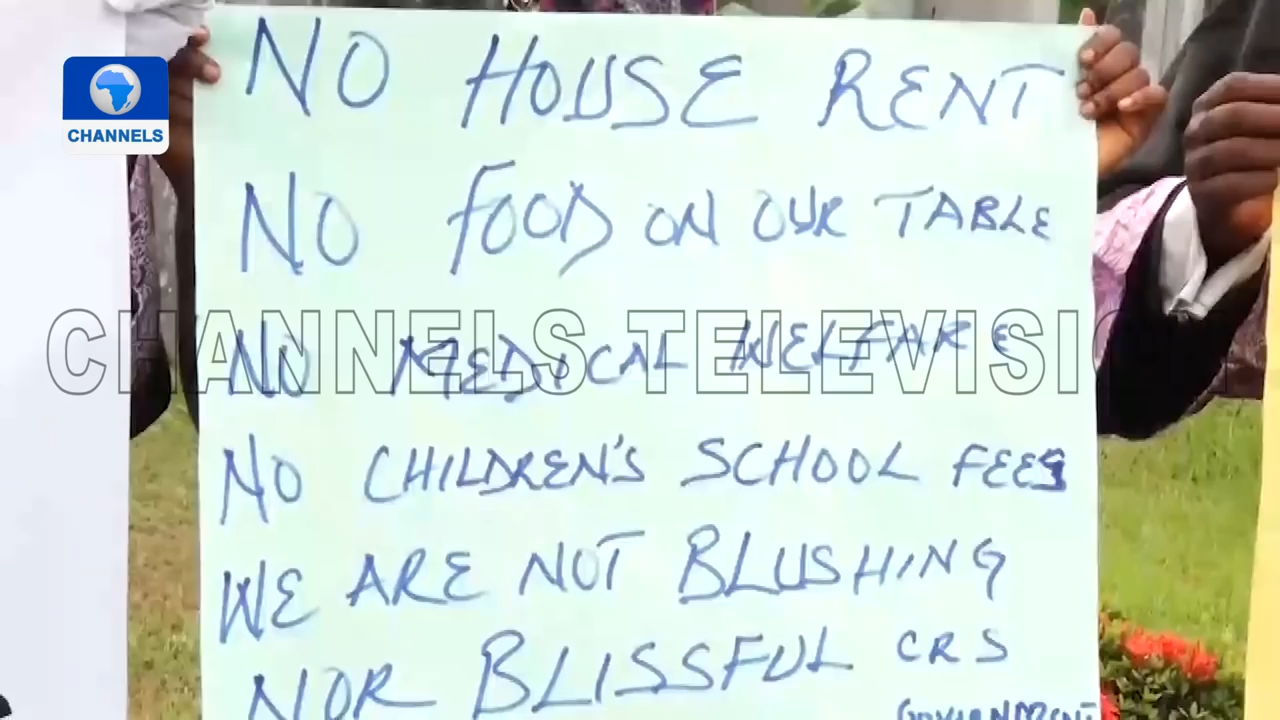 CHANNELS
NO HOUSE RENT
NO FOOD ON OUR TABLE
CHANNELS TELEVISION
NO MEDICAL WELFARE
NO CHILDREN'S SCHOOL FEES
WE ARE NOT BLUSHING
NOR BLISSFUL CRS
GOVERNMENT